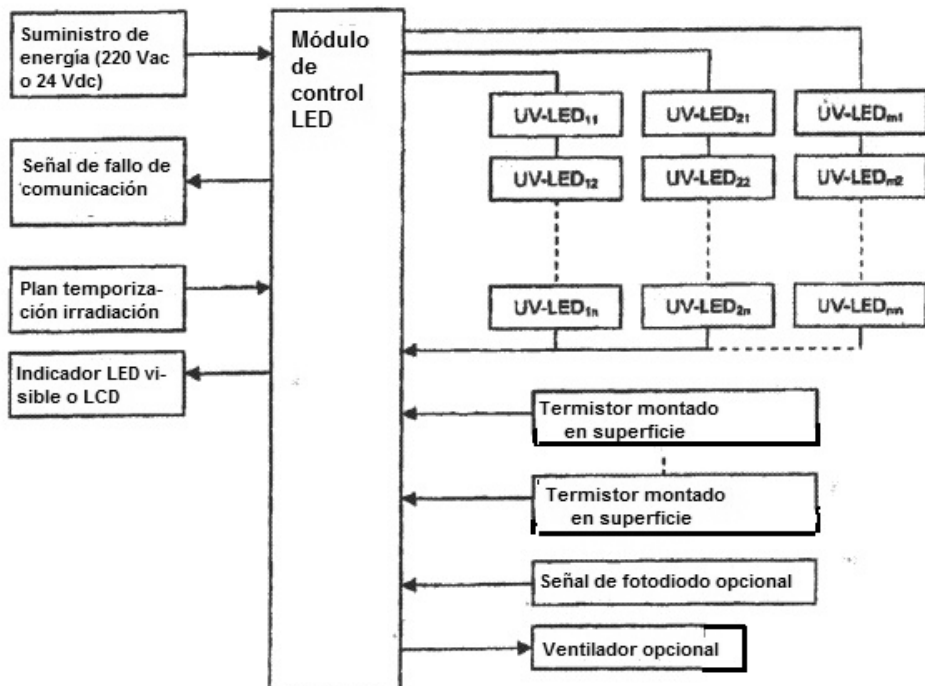 Suministro de
energía (220 Vac
o 24 Vdc)
Señal de fallo de
comunicación
Plan temporiza-
ción irradiación
Indicador LED vi-
sible o LCD
Módulo
de
control
LED
UV-LED₁₁
UV-LED₂₁
UV-LEDₘ₁
UV-LED₁₂
UV-LED₂₂
UV-LEDₘ₂
UV-LED₁ₙ
UV-LED₂ₙ
UV-LEDₘₙ
Termistor montado
en superficie
Termistor montado
en superficie
Señal de fotodiodo opcional
Ventilador opcional